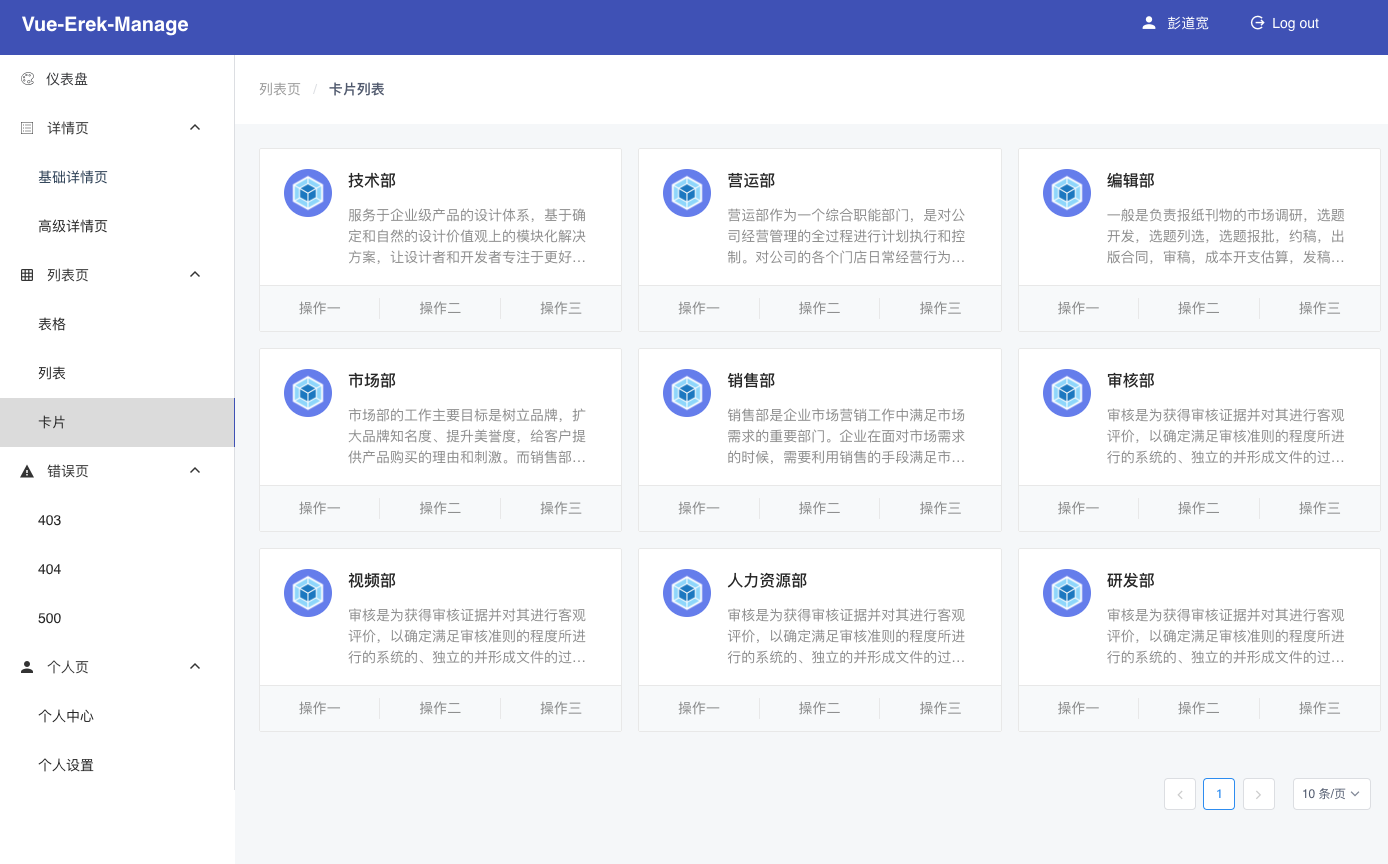 Vue-Erek-Manage
彭道宽
Log out
仪表盘
详情页
基础详情页
高级详情页
列表页
表格
列表
卡片
错误页
403
404
500
个人页
个人中心
个人设置
列表页 / 卡片列表
技术部
服务于企业级产品的设计体系，基于确
定和自然的设计价值观上的模块化解决
方案，让设计者和开发者专注于更好...
操作一 操作二 操作三
营运部
营运部作为一个综合职能部门，是对公
司经营管理的全过程进行计划执行和控
制。对公司的各个门店日常经营行为...
操作一 操作二 操作三
编辑部
一般是负责报纸刊物的市场调研，选题
开发，选题列选，选题报批，约稿，出
版合同，审稿，成本开支估算，发稿...
操作一 操作二 操作三
市场部
市场部的工作主要目标是树立品牌，扩
大品牌知名度、提升美誉度，给客户提
供产品购买的理由和刺激。而销售部...
操作一 操作二 操作三
销售部
销售部是企业市场营销工作中满足市场
需求的重要部门。企业在面对市场需求
的时候，需要利用销售的手段满足市...
操作一 操作二 操作三
审核部
审核是为获得审核证据并对其进行客观
评价，以确定满足审核准则的程度所进
行的系统的、独立的并形成文件的过...
操作一 操作二 操作三
视频部
审核是为获得审核证据并对其进行客观
评价，以确定满足审核准则的程度所进
行的系统的、独立的并形成文件的过...
操作一 操作二 操作三
人力资源部
审核是为获得审核证据并对其进行客观
评价，以确定满足审核准则的程度所进
行的系统的、独立的并形成文件的过...
操作一 操作二 操作三
研发部
审核是为获得审核证据并对其进行客观
评价，以确定满足审核准则的程度所进
行的系统的、独立的并形成文件的过...
操作一 操作二 操作三
1
10 条/页